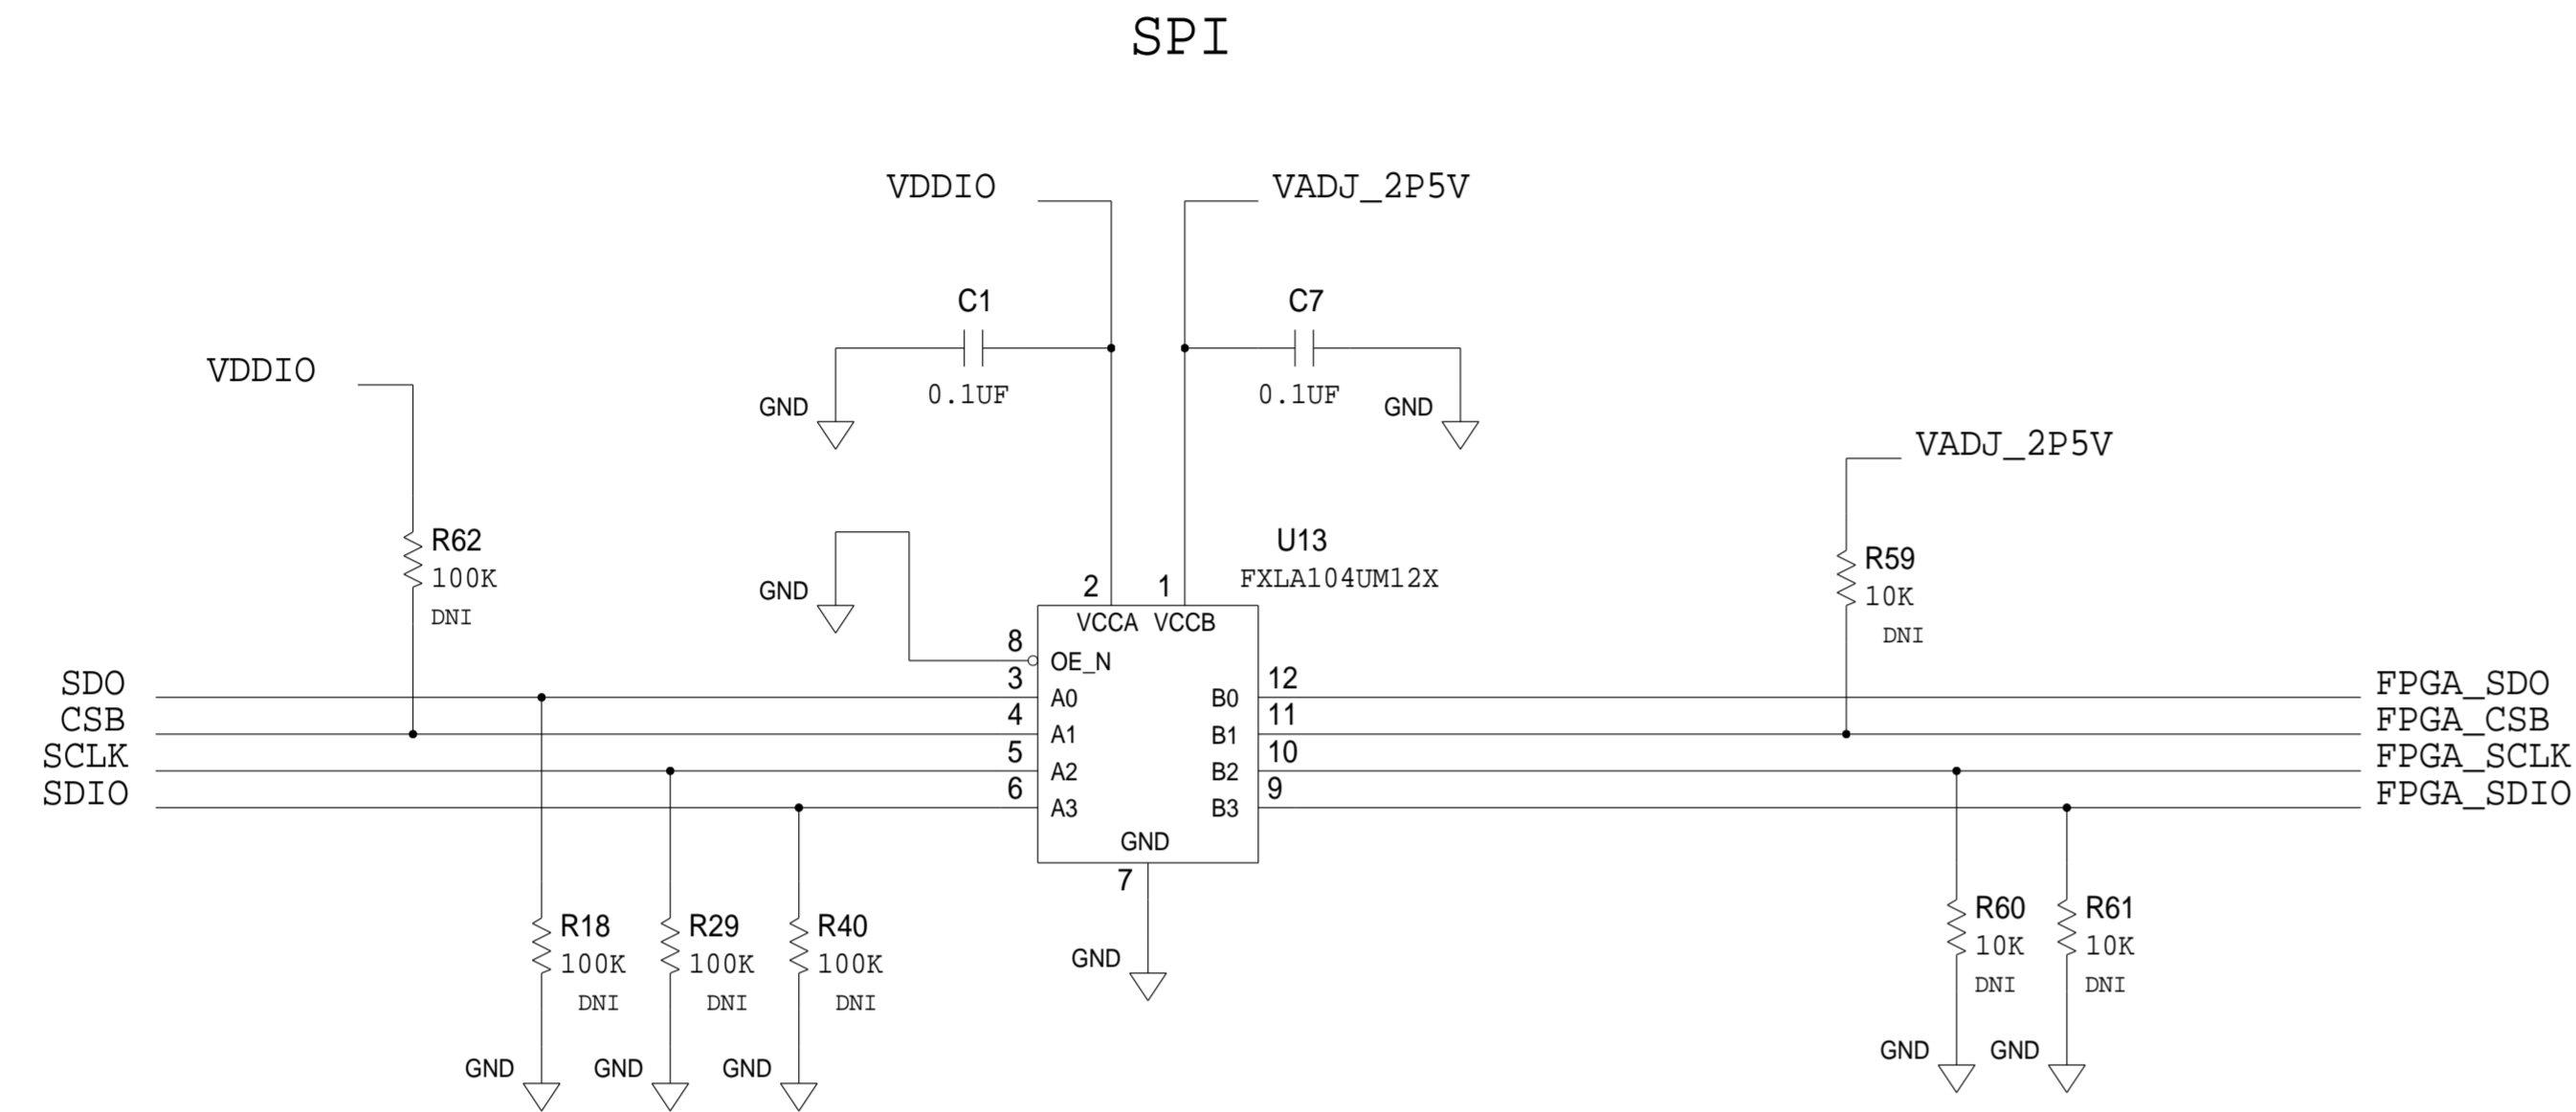 SPI
VDDIO
VADJ_2P5V
C1
0.1UF
GND
C7
0.1UF
GND
VDDIO
VADJ_2P5V
R62
100K
DNI
GND
U13
FXLA104UM12X
R59
10K
DNI
2
1
VCCA VCCB
8
OE_N
SDO
3
A0
B0
12
FPGA_SDO
CSB
4
A1
B1
11
FPGA_CSB
SCLK
5
A2
B2
10
FPGA_SCLK
SDIO
6
A3
B3
9
FPGA_SDIO
GND
7
GND
R18
100K
DNI
GND
R29
100K
DNI
GND
R40
100K
DNI
GND
R60
10K
DNI
GND
R61
10K
DNI
GND